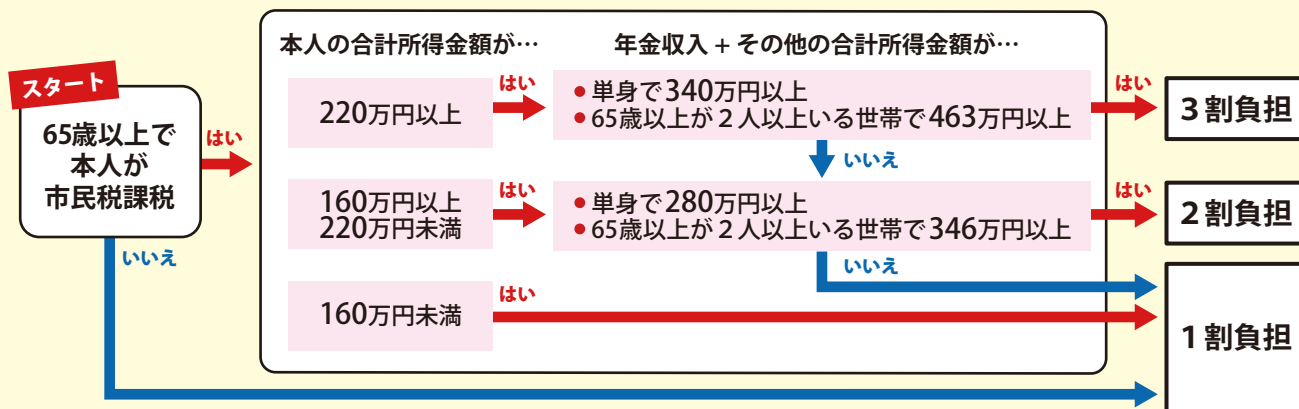 スタート
65歳以上で
本人が
市民税課税
はい
いいえ
本人の合計所得金額が…
年金収入 + その他の合計所得金額が…
220万円以上
はい
● 単身で340万円以上
● 65歳以上が2人以上いる世帯で463万円以上
はい
3割負担
いいえ
160万円以上
220万円未満
はい
● 単身で280万円以上
● 65歳以上が2人以上いる世帯で346万円以上
はい
2割負担
いいえ
160万円未満
はい
1割負担